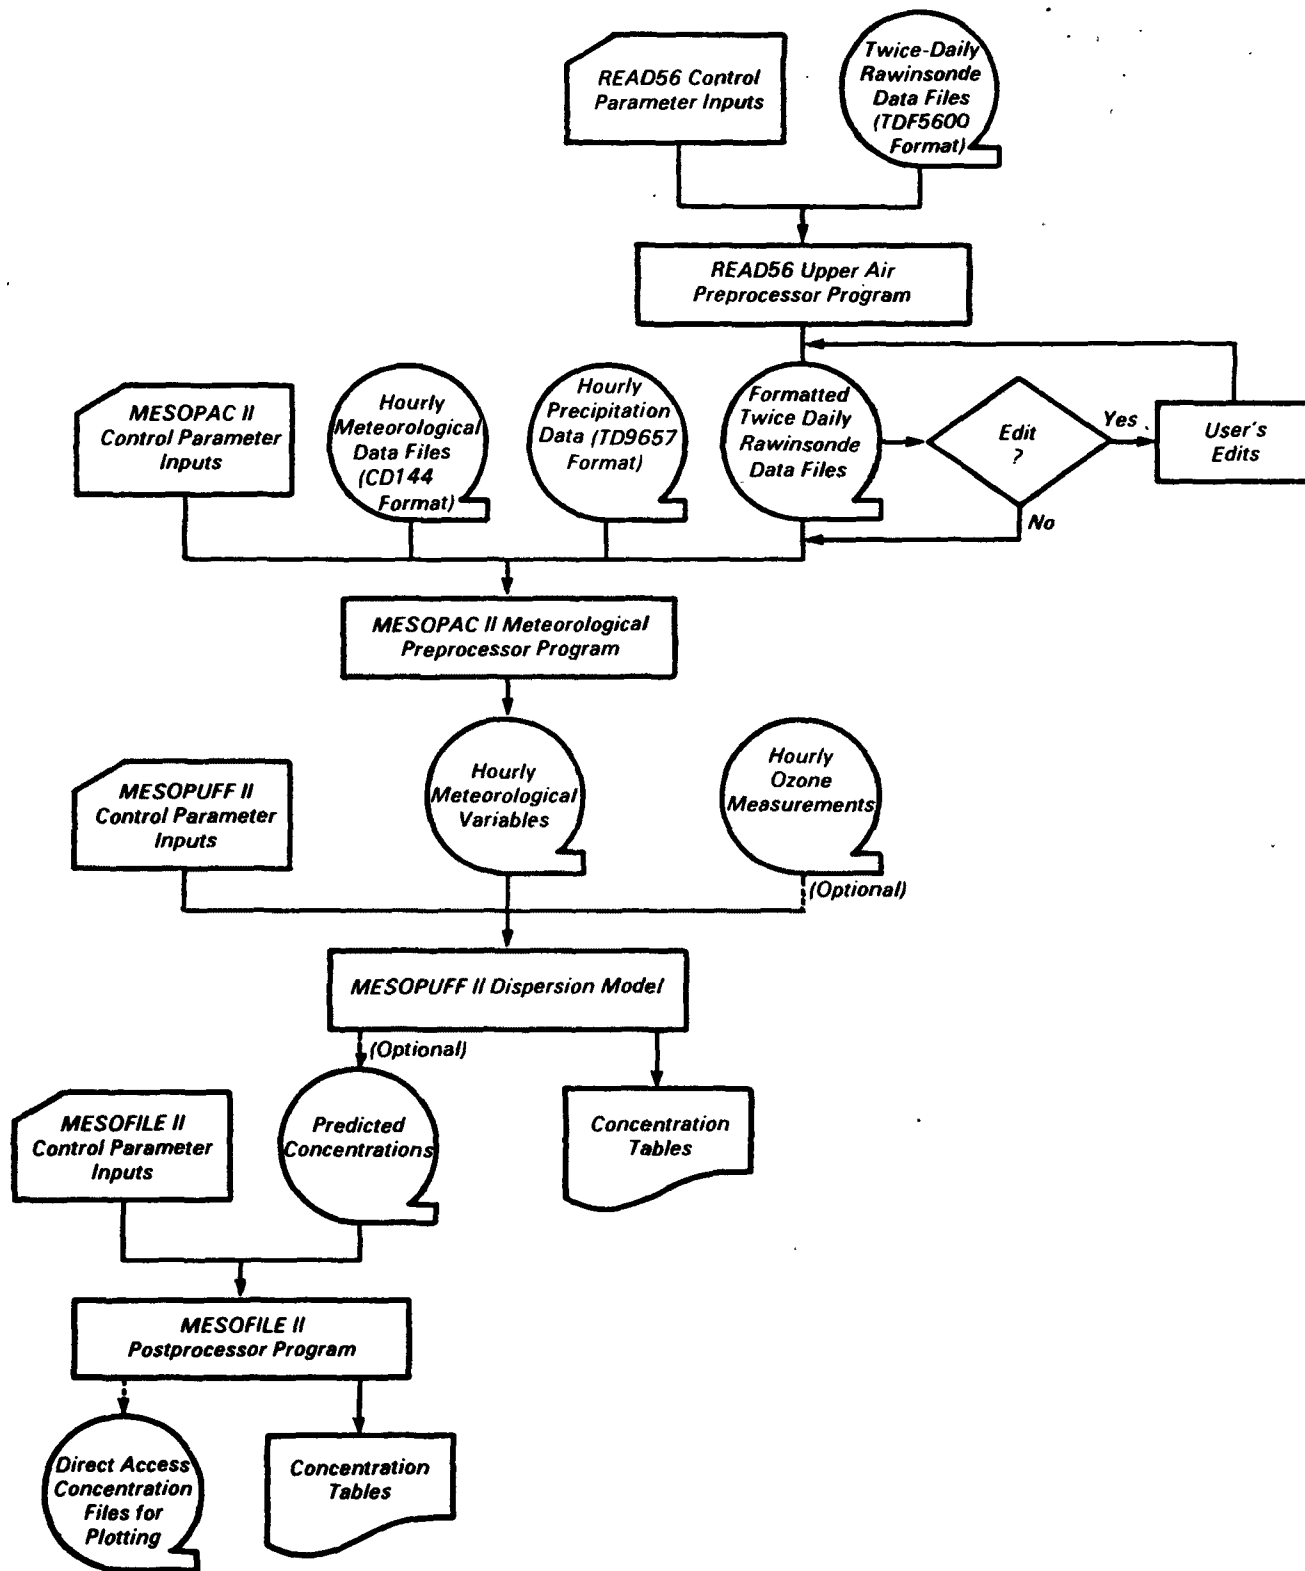 READ56 Control
Parameter Inputs
Twice-Daily
Rawinsonde
Data Files
(TDF5600
Format)
READ56 Upper Air
Preprocessor Program
MESOPAC II
Control Parameter
Inputs
Hourly
Meteorological
Data Files
(CD144
Format)
Hourly
Precipitation
Data (TD9657
Format)
Formatted
Twice Daily
Rawinsonde
Data Files
Edit
?
Yes
No
User's
Edits
MESOPAC II Meteorological
Preprocessor Program
MESOPUFF II
Control Parameter
Inputs
Hourly
Meteorological
Variables
Hourly
Ozone
Measurements
(Optional)
MESOPUFF II Dispersion Model
(Optional)
MESOFILE II
Control Parameter
Inputs
Predicted
Concentrations
Concentration
Tables
MESOFILE II
Postprocessor Program
Direct Access
Concentration
Files for
Plotting
Concentration
Tables